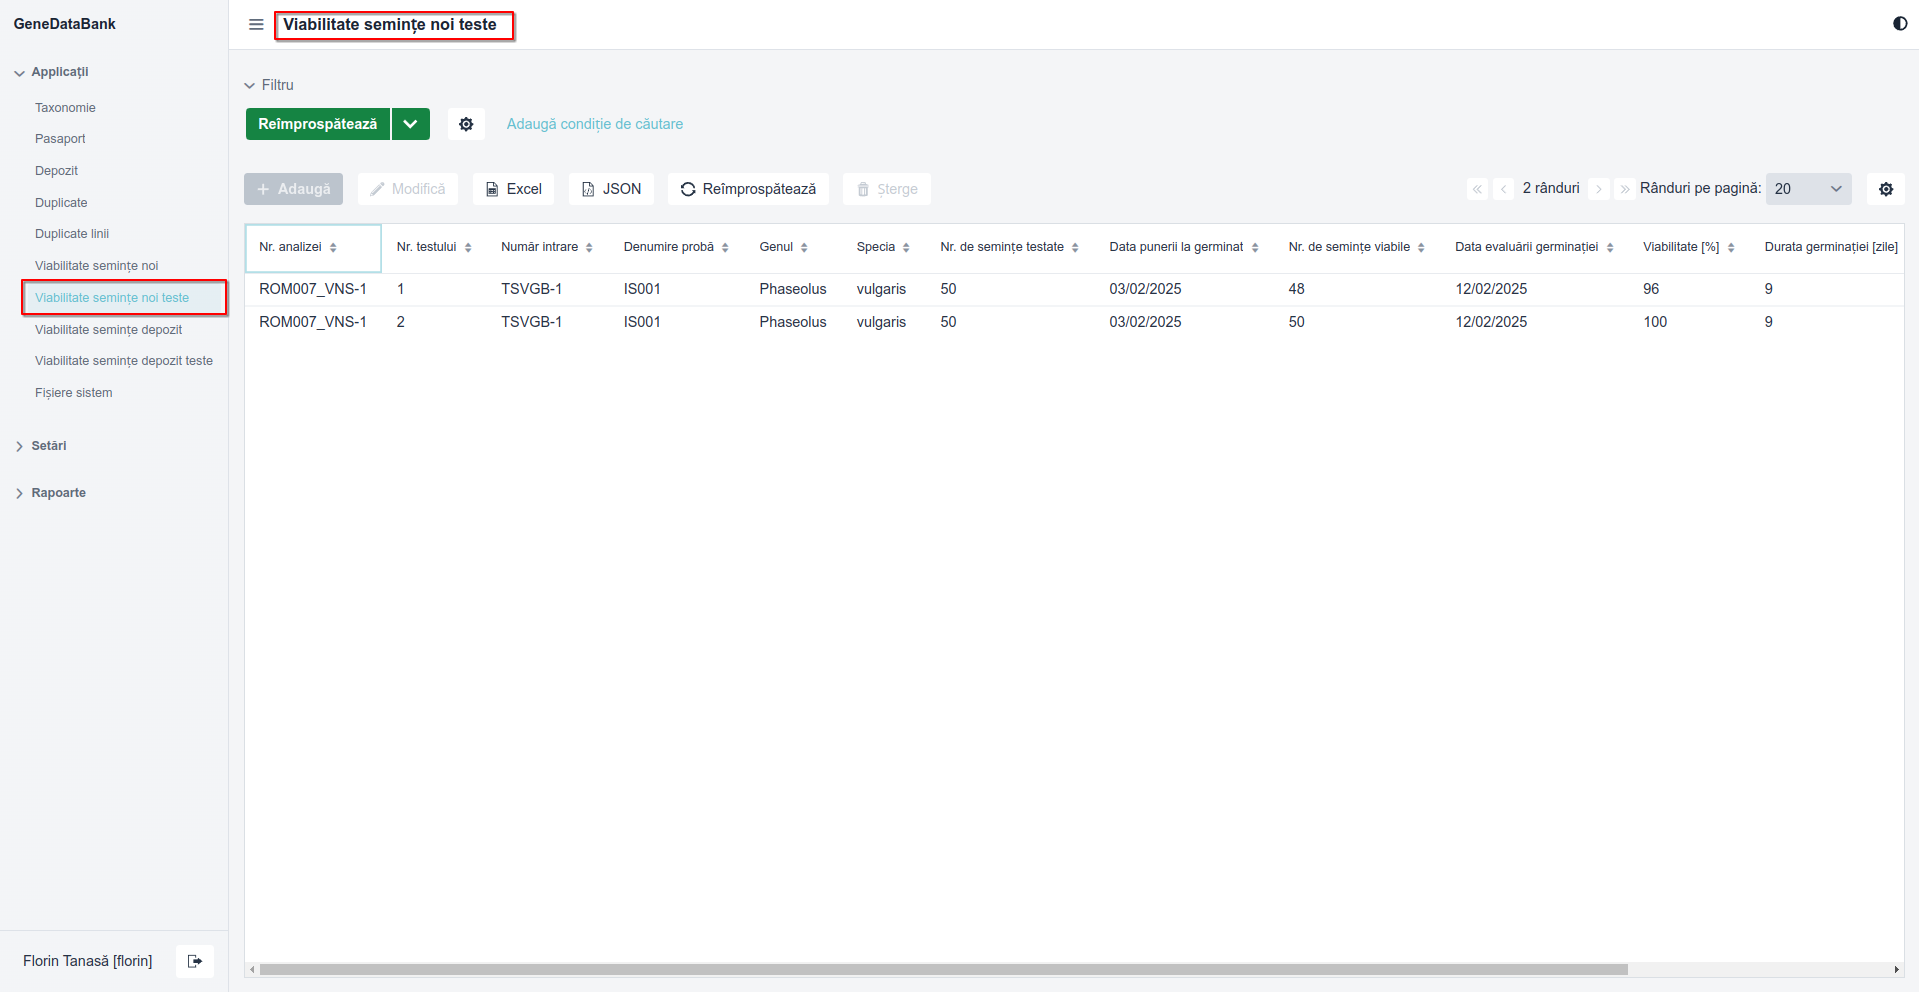 GeneDataBank
Viabilitate semințe noi teste
Applicații
Taxonomie
Pasaport
Depozit
Duplicate
Duplicate linii
Viabilitate semințe noi
Viabilitate semințe noi teste
Viabilitate semințe depozit
Viabilitate semințe depozit teste
Fișiere sistem
Setări
Rapoarte
Florin Tanasă [florin]
Filtru
Reîmprospătează
Adaugă condiție de căutare
Adaugă Modifică Excel JSON Reîmprospătează Șterge
2 rânduri Rânduri pe pagină: 20
Nr. analizei Nr. testului Număr intrare Denumire probă Genul Specia Nr. de semințe testate Data punerii la germinat Nr. de semințe viabile Data evaluării germinației Viabilitate [%] Durata germinației [zile]
ROM007_VNS-1 1 TSVGB-1 IS001 Phaseolus vulgaris 50 03/02/2025 48 12/02/2025 96 9
ROM007_VNS-1 2 TSVGB-1 IS001 Phaseolus vulgaris 50 03/02/2025 50 12/02/2025 100 9